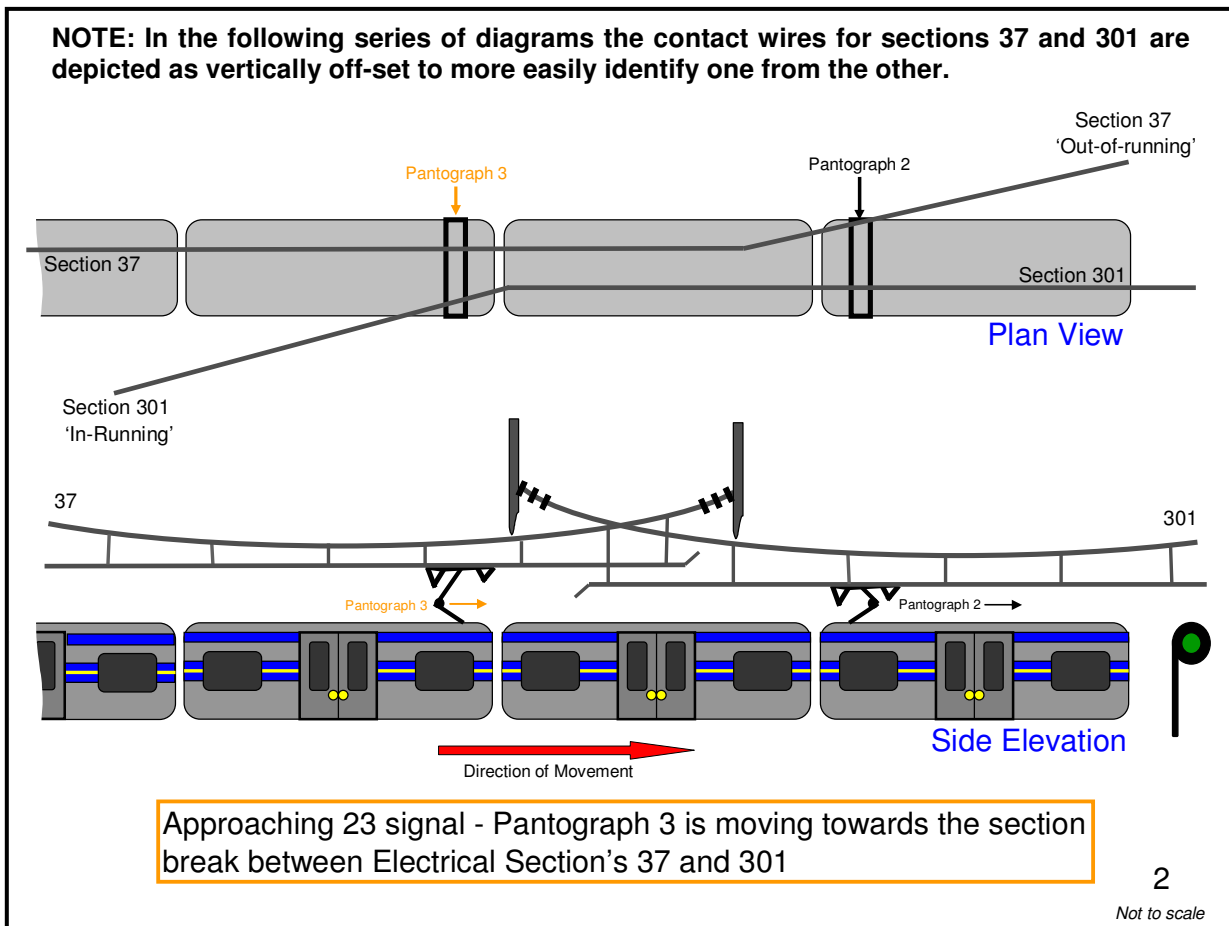 NOTE: In the following series of diagrams the contact wires for sections 37 and 301 are
depicted as vertically off-set to more easily identify one from the other.
Section 37
‘Out-of-running’
Pantograph 3
Pantograph 2
Section 37
Section 301
Plan View
Section 301
‘In-Running’
37
301
Pantograph 3
Pantograph 2
Side Elevation
Direction of Movement
Approaching 23 signal - Pantograph 3 is moving towards the section
break between Electrical Section’s 37 and 301
2
Not to scale